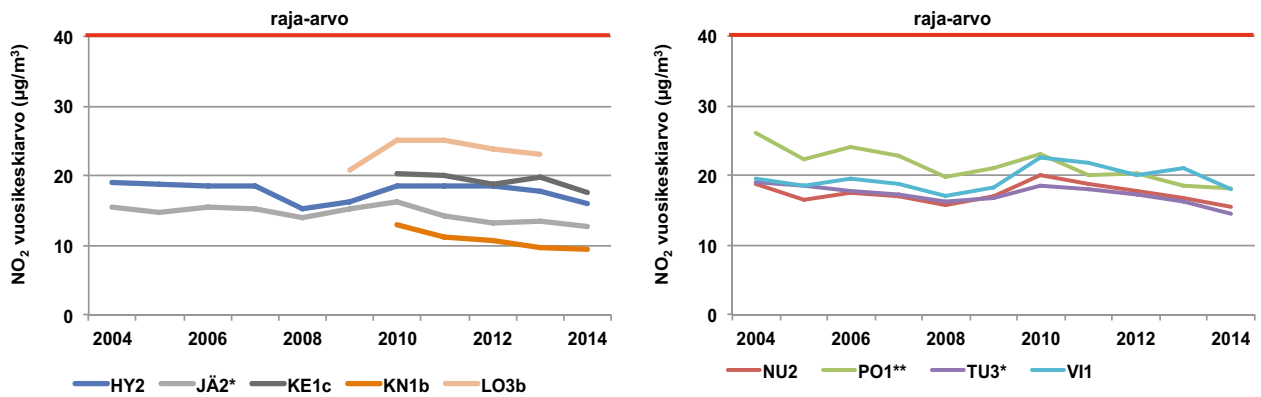 raja-arvo
NO2 vuosikeskiarvo (µg/m³)
40
30
20
10
0
2004 2006 2008 2010 2012 2014
HY2 JÄ2* KE1c KN1b LO3b
raja-arvo
NO2 vuosikeskiarvo (µg/m³)
40
30
20
10
0
2004 2006 2008 2010 2012 2014
NU2 PO1** TU3* VI1